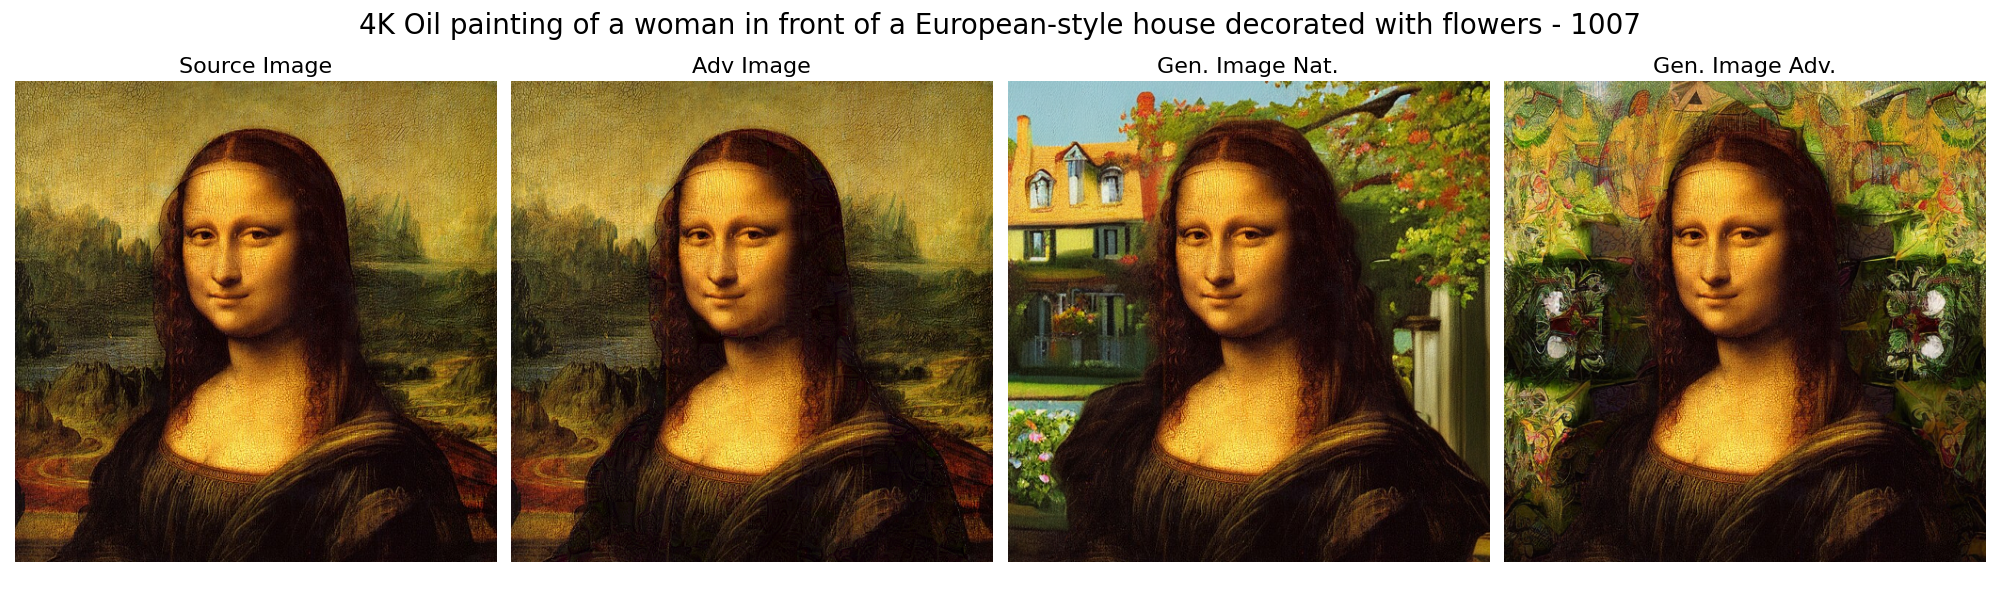 4K Oil painting of a woman in front of a European-style house decorated with flowers - 1007
Source Image
Adv Image
Gen. Image Nat.
Gen. Image Adv.